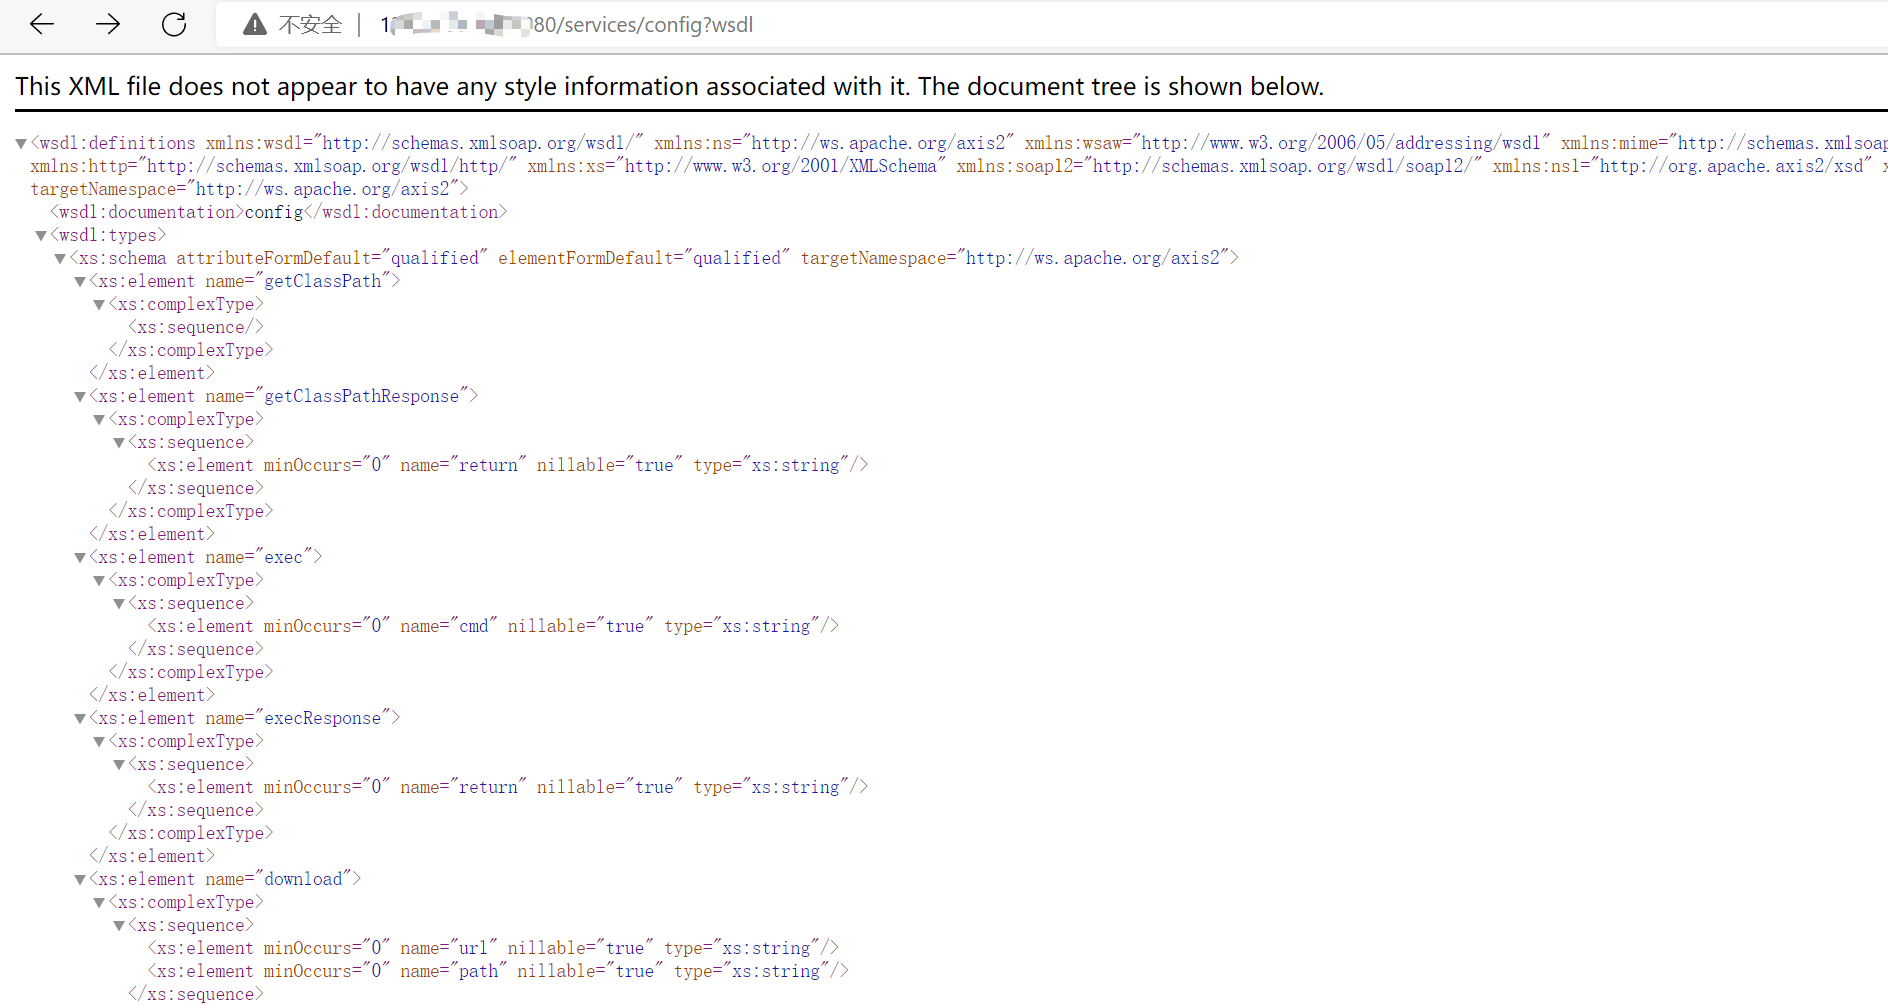 不安全 | 1 080/services/config?wsdl
This XML file does not appear to have any style information associated with it. The document tree is shown below.
▼<wsdl:definitions xmlns:wsdl="http://schemas.xmlsoap.org/wsdl/" xmlns:ns="http://ws.apache.org/axis2" xmlns:wsaw="http://www.w3.org/2006/05/addressing/wsdl" xmlns:mime="http://schemas.xmlsoap
xmlns:http="http://schemas.xmlsoap.org/wsdl/http/" xmlns:xs="http://www.w3.org/2001/XMLSchema" xmlns:soap12="http://schemas.xmlsoap.org/wsdl/soap12/" xmlns:ns1="http://org.apache.axis2/xsd" x
targetNamespace="http://ws.apache.org/axis2">
<wsdl:documentation>config</wsdl:documentation>
▼<wsdl:types>
▼<xs:schema attributeFormDefault="qualified" elementFormDefault="qualified" targetNamespace="http://ws.apache.org/axis2">
▼<xs:element name="getClassPath">
▼<xs:complexType>
<xs:sequence/>
</xs:complexType>
</xs:element>
▼<xs:element name="getClassPathResponse">
▼<xs:complexType>
▼<xs:sequence>
<xs:element minOccurs="0" name="return" nillable="true" type="xs:string"/>
</xs:sequence>
</xs:complexType>
</xs:element>
▼<xs:element name="exec">
▼<xs:complexType>
▼<xs:sequence>
<xs:element minOccurs="0" name="cmd" nillable="true" type="xs:string"/>
</xs:sequence>
</xs:complexType>
</xs:element>
▼<xs:element name="execResponse">
▼<xs:complexType>
▼<xs:sequence>
<xs:element minOccurs="0" name="return" nillable="true" type="xs:string"/>
</xs:sequence>
</xs:complexType>
</xs:element>
▼<xs:element name="download">
▼<xs:complexType>
▼<xs:sequence>
<xs:element minOccurs="0" name="url" nillable="true" type="xs:string"/>
<xs:element minOccurs="0" name="path" nillable="true" type="xs:string"/>
</xs:sequence>